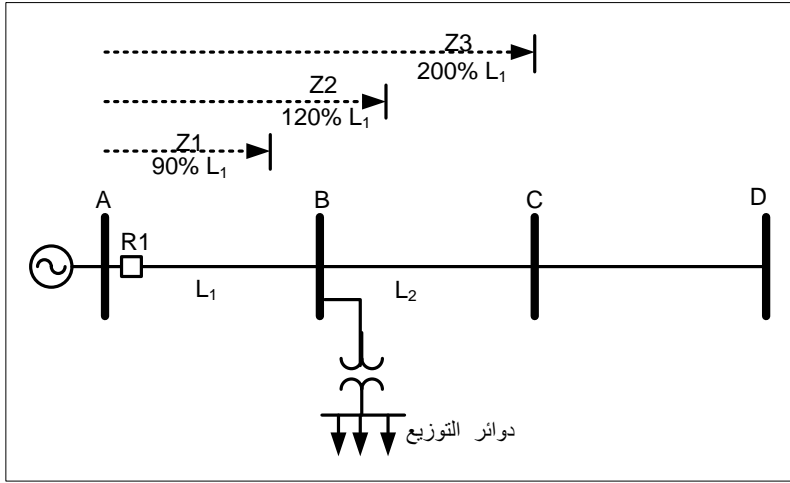 Z3
200% L₁
Z2
120% L₁
Z1
90% L₁
A
B
C
D
R1
L₁
L₂
دوائر التوزيع